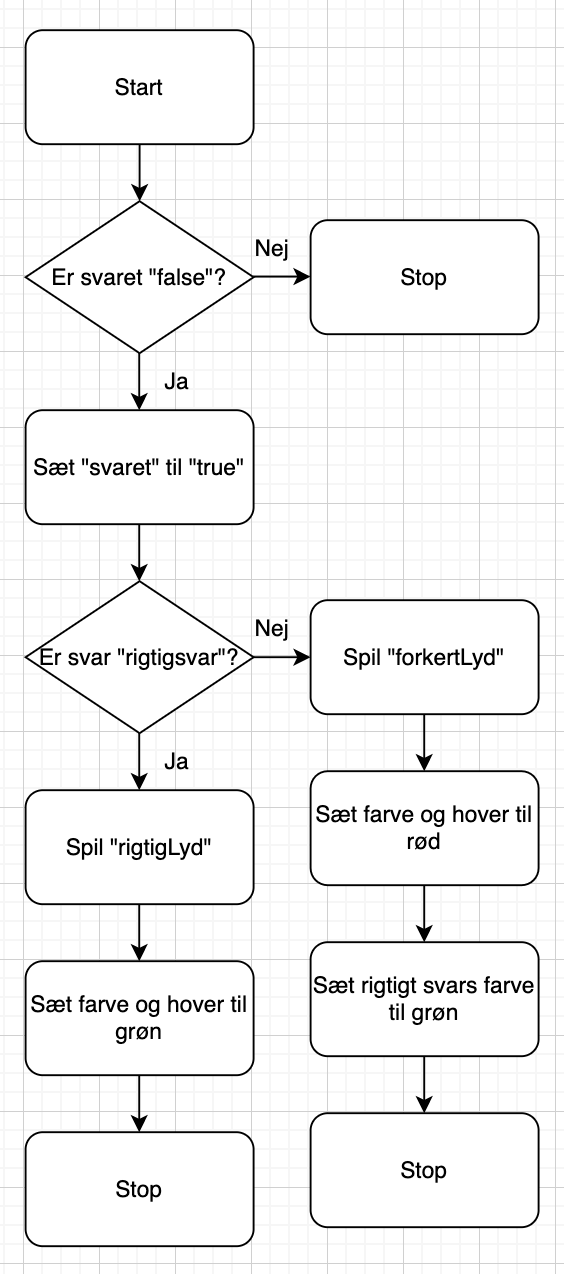 Start
Er svaret "false"?
Nej
Stop
Ja
Sæt "svaret" til "true"
Er svar "rigtigsvar"?
Nej
Spil "forkertLyd"
Ja
Spil "rigtigLyd"
Sæt farve og hover til
rød
Sæt farve og hover til
grøn
Sæt rigtigt svars farve
til grøn
Stop
Stop